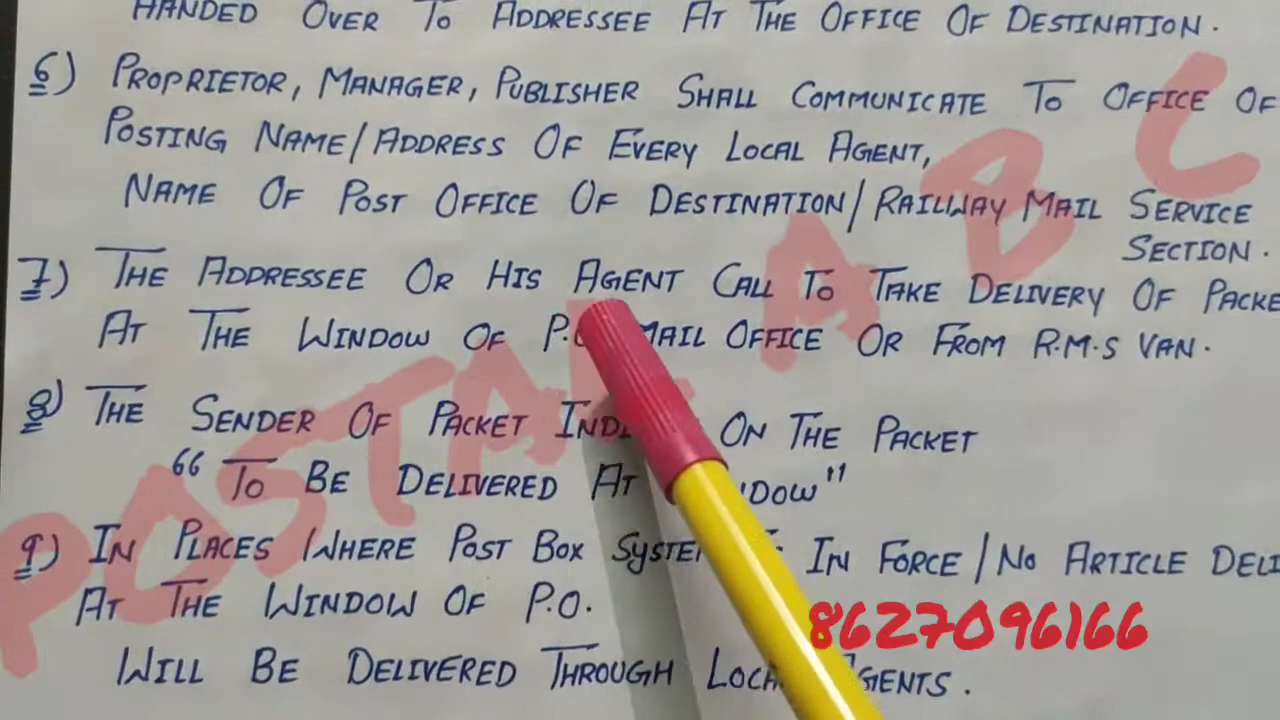 HANDED OVER TO ADDRESSEE AT THE OFFICE OF DESTINATION.
6) PROPRIETOR, MANAGER, PUBLISHER SHALL COMMUNICATE TO OFFICE OF
POSTING NAME/ADDRESS OF EVERY LOCAL AGENT,
NAME OF POST OFFICE OF DESTINATION/RAILWAY MAIL SERVICE
SECTION.
7) THE ADDRESSEE OR HIS AGENT CALL TO TAKE DELIVERY OF PACKE
AT THE WINDOW OF P.O MAIL OFFICE OR FROM R.M.S VAN.
8) THE SENDER OF PACKET ON THE PACKET
"TO BE DELIVERED AT DOW"
9) IN PLACES WHERE POST BOX SYSTEM IN FORCE/NO ARTICLE DELI
AT THE WINDOW OF P.O.
8627096166
WILL BE DELIVERED THROUGH LOCAL AGENTS.
POSTAL ABC